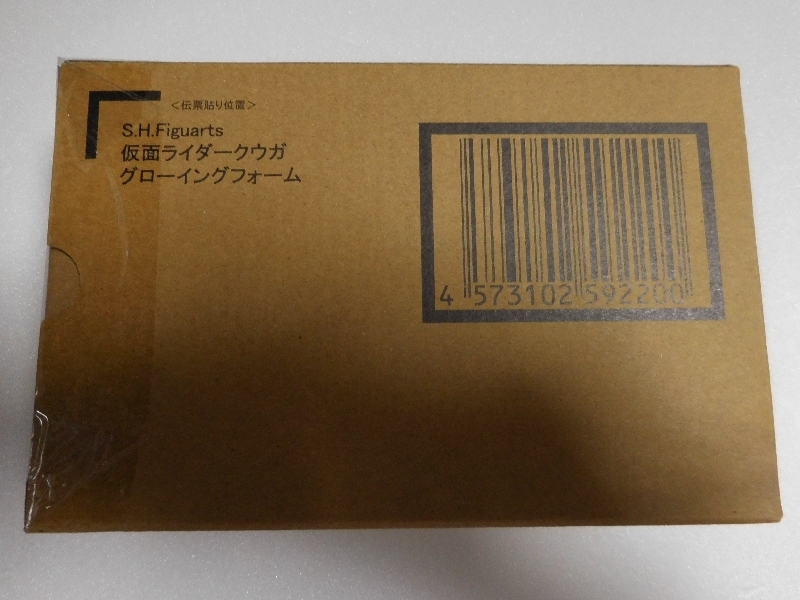 <伝票貼り位置>
S.H.Figuarts
仮面ライダークウガ
グローイングフォーム
4 573102 592200